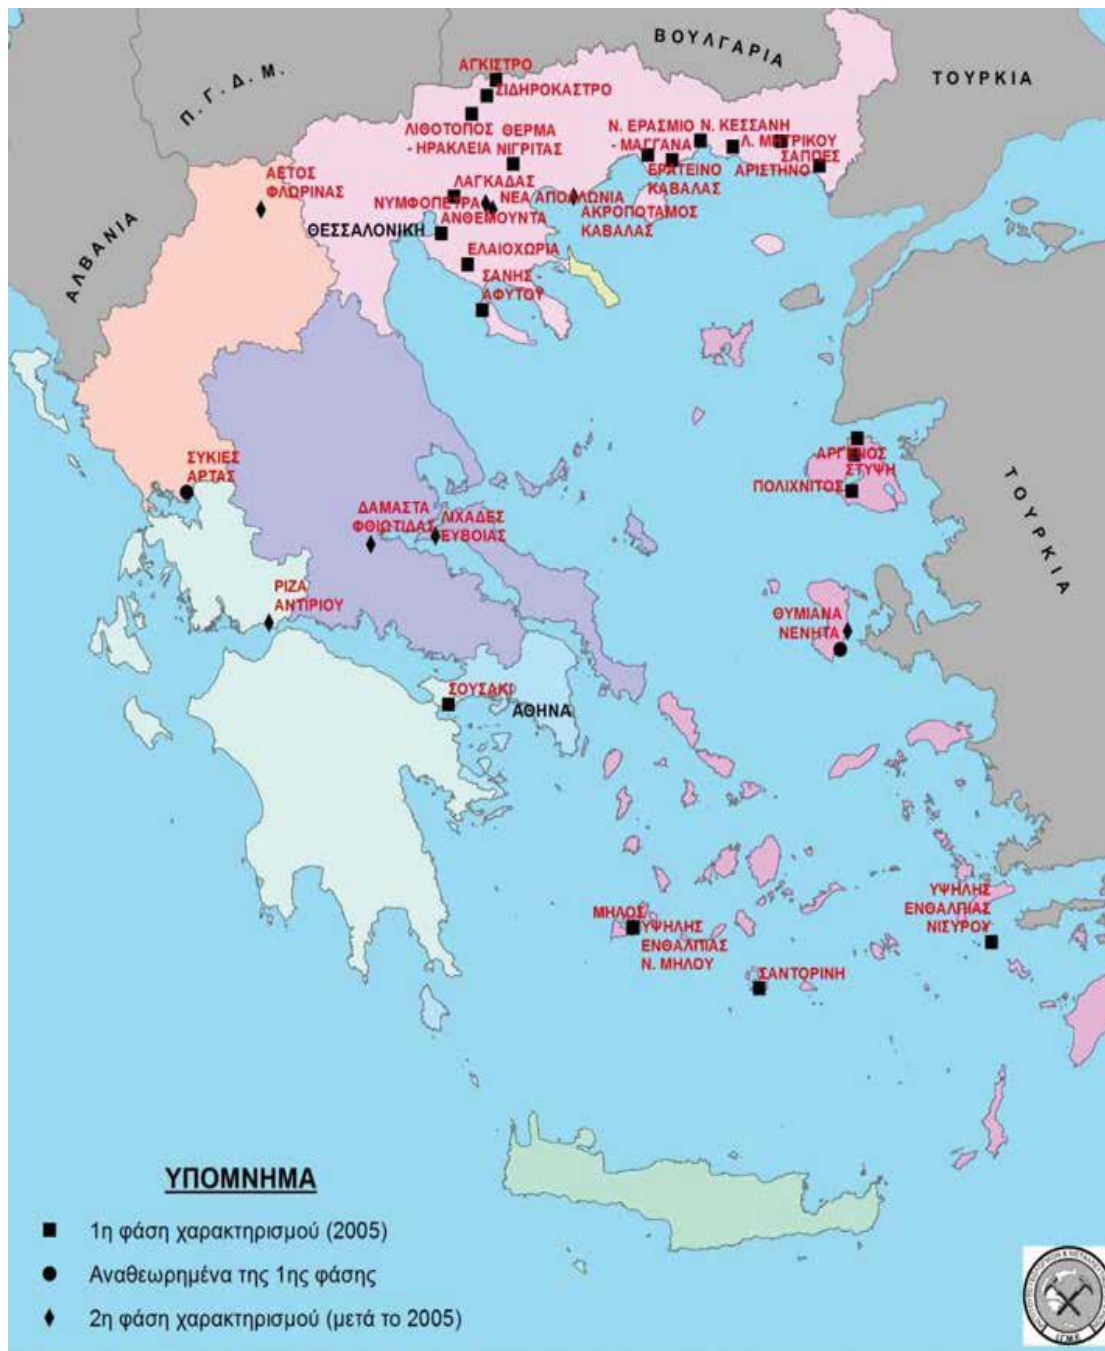 ΒΟΥΛΓΑΡΙΑ
Π.Γ.Δ.Μ.
ΤΟΥΡΚΙΑ
ΑΛΒΑΝΙΑ
ΑΓΚΙΣΤΡΟ
ΣΙΔΗΡΟΚΑΣΤΡΟ
ΛΙΘΟΤΟΠΟΣ
- ΗΡΑΚΛΕΙΑ
ΘΕΡΜΑ
ΝΙΓΡΙΤΑΣ
Ν. ΕΡΑΣΜΙΟ
- ΜΑΓΓΑΝΑ
Ν. ΚΕΣΣΑΝΗ
Λ. ΜΗΤΡΙΚΟΥ
ΣΑΠΠΕΣ
ΑΡΙΣΤΗΝΟ
ΕΡΑΤΕΙΝΟ
ΚΑΒΑΛΑΣ
ΑΕΤΟΣ
ΦΛΩΡΙΝΑΣ
ΛΑΓΚΑΔΑΣ
ΝΥΜΦΟΠΕΤΡΑ
ΝΕΑ ΑΠΟΛΛΩΝΙΑ
ΑΝΘΕΜΟΥΝΤΑ
ΑΚΡΟΠΟΤΑΜΟΣ
ΚΑΒΑΛΑΣ
ΘΕΣΣΑΛΟΝΙΚΗ
ΕΛΑΙΟΧΩΡΙΑ
ΣΑΝΗΣ -
ΑΦΥΤΟΥ
ΑΡΓΕΝΟΣ
ΣΤΥΨΗ
ΠΟΛΙΧΝΙΤΟΣ
ΤΟΥΡΚΙΑ
ΣΥΚΙΕΣ
ΑΡΤΑΣ
ΔΑΜΑΣΤΑ
ΦΘΙΩΤΙΔΑΣ
ΛΙΧΑΔΕΣ
ΕΥΒΟΙΑΣ
ΡΙΖΑ
ΑΝΤΙΡΙΟΥ
ΘΥΜΙΑΝΑ
ΝΕΝΗΤΑ
ΣΟΥΣΑΚΙ
ΑΘΗΝΑ
ΜΗΛΟΣ
ΥΨΗΛΗΣ
ΕΝΘΑΛΠΙΑΣ
Ν. ΜΗΛΟΥ
ΥΨΗΛΗΣ
ΕΝΘΑΛΠΙΑΣ
ΝΙΣΥΡΟΥ
ΣΑΝΤΟΡΙΝΗ
ΥΠΟΜΝΗΜΑ
1η φάση χαρακτηρισμού (2005)
Αναθεωρημένα της 1ης φάσης
2η φάση χαρακτηρισμού (μετά το 2005)
Ι.Γ.Μ.Ε.